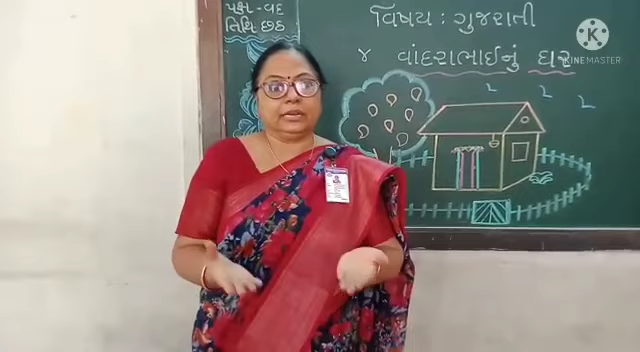 પક્ષ - વદ
તિથિ : છઠ
વિષય : ગુજરાતી
૪ વાંદરાભાઈનું ઘર
KINEMASTER